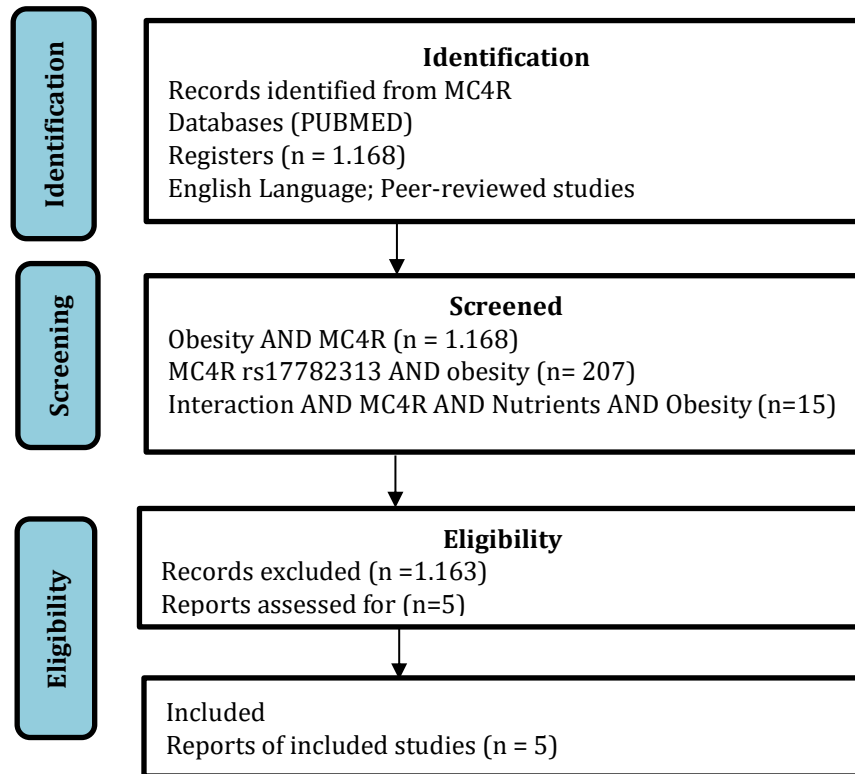 Identification
Identification
Records identified from MC4R
Databases (PUBMED)
Registers (n = 1.168)
English Language; Peer-reviewed studies
Screening
Screened
Obesity AND MC4R (n = 1.168)
MC4R rs17782313 AND obesity (n= 207)
Interaction AND MC4R AND Nutrients AND Obesity (n=15)
Eligibility
Eligibility
Records excluded (n =1.163)
Reports assessed for (n=5)
Included
Reports of included studies (n = 5)